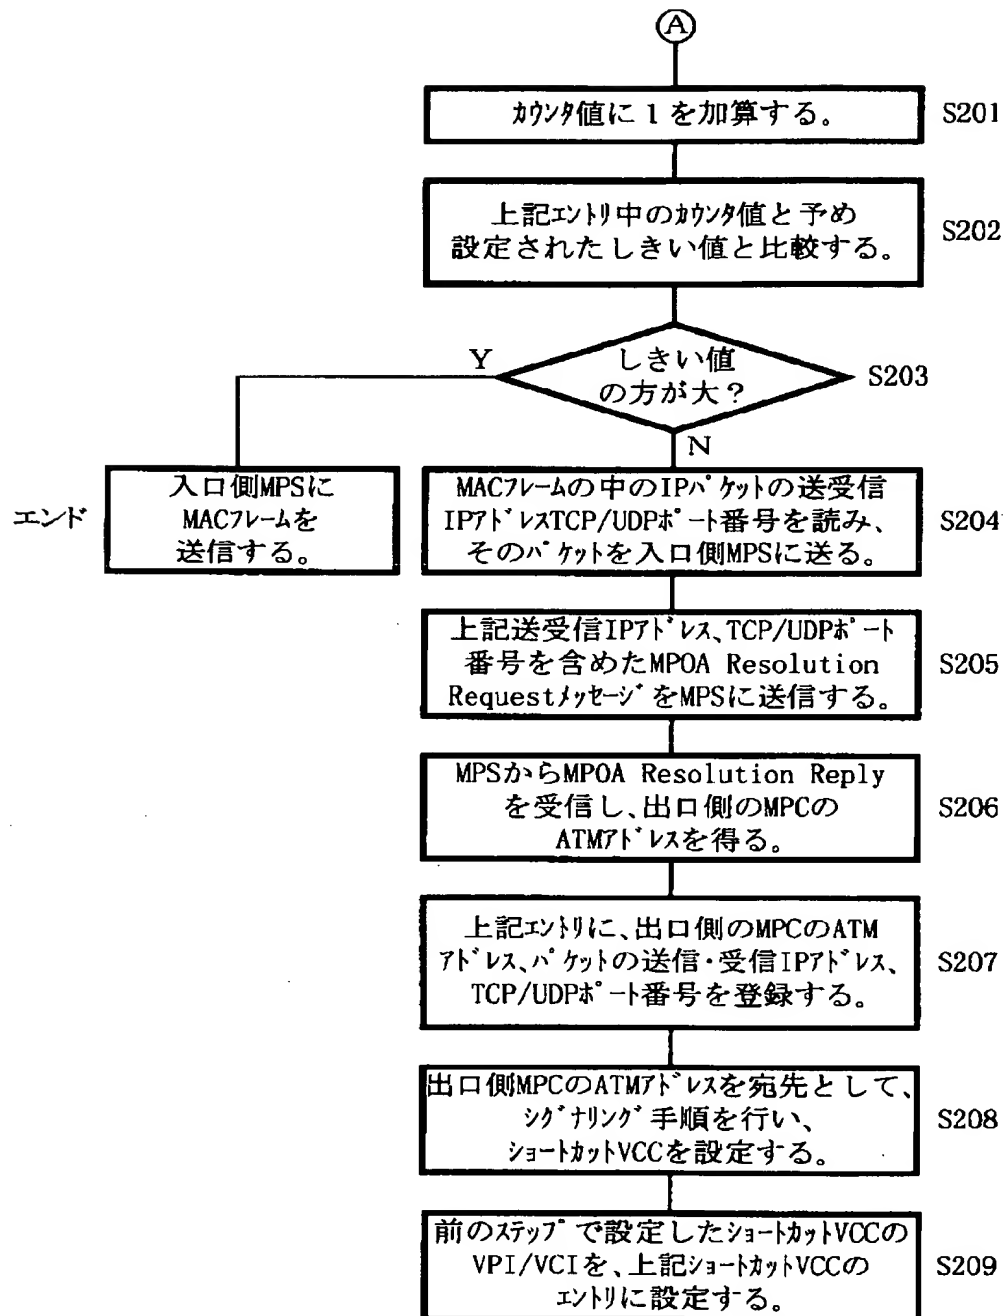 A
カウンタ値に1を加算する。
S201
上記エントリ中のカウンタ値と予め
設定されたしきい値と比較する。
S202
しきい値
の方が大?
S203
Y
N
入口側MPSに
MACフレームを
送信する。
エンド
MACフレームの中のIPパケットの送受信
IPアドレスTCP/UDPポート番号を読み、
そのパケットを入口側MPSに送る。
S204
上記送受信IPアドレス、TCP/UDPポート
番号を含めたMPOA Resolution
RequestメッセージをMPSに送信する。
S205
MPSからMPOA Resolution Reply
を受信し、出口側のMPCの
ATMアドレスを得る。
S206
上記エントリに、出口側のMPCのATM
アドレス、パケットの送信・受信IPアドレス、
TCP/UDPポート番号を登録する。
S207
出口側MPCのATMアドレスを宛先として、
シグナリング手順を行い、
ショートカットVCCを設定する。
S208
前のステップで設定したショートカットVCCの
VPI/VCIを、上記ショートカットVCCの
エントリに設定する。
S209